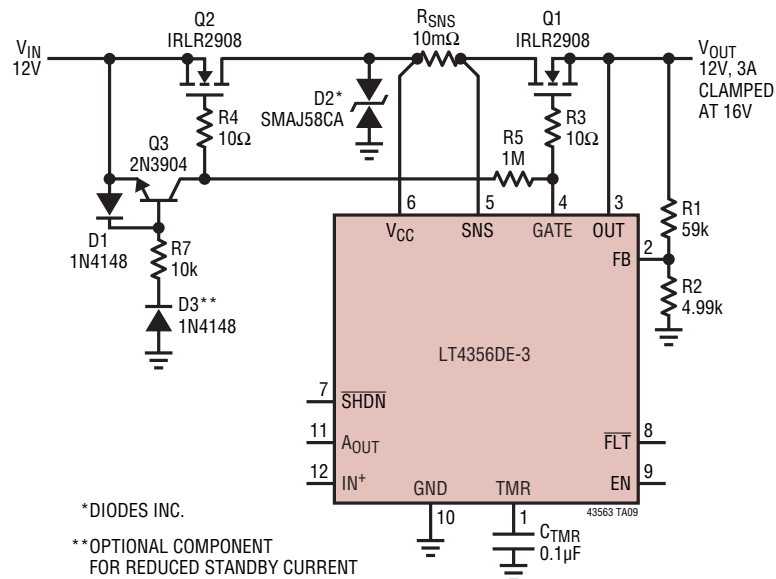 VIN
12V
Q2
IRLR2908
RSNS
10mΩ
Q1
IRLR2908
VOUT
12V, 3A
CLAMPED
AT 16V
D2*
SMAJ58CA
R4
10Ω
R3
10Ω
Q3
2N3904
R5
1M
D1
1N4148
R7
10k
D3**
1N4148
R1
59k
R2
4.99k
6
5
4
3
VCC
SNS
GATE
OUT
FB
2
LT4356DE-3
7
SHDN
11
AOUT
12
IN+
FLT
8
EN
9
GND
TMR
10
1
43563 TA09
CTMR
0.1µF
*DIODES INC.
**OPTIONAL COMPONENT
FOR REDUCED STANDBY CURRENT